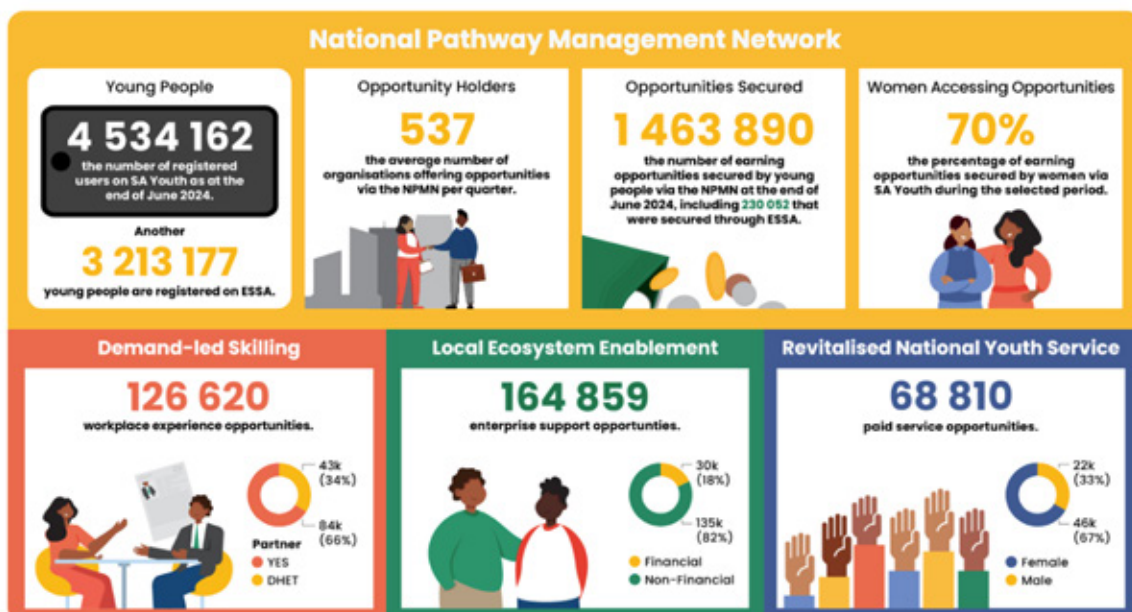 National Pathway Management Network
Young People
4 534 162
the number of registered
users on SA Youth as at the
end of June 2024.
Another
3 213 177
young people are registered on ESSA.
Opportunity Holders
537
the average number of
organisations offering opportunities
via the NPMN per quarter.
Opportunities Secured
1 463 890
the number of earning
opportunities secured by young
people via the NPMN at the end of
June 2024, including 230 052 that
were secured through ESSA.
Women Accessing Opportunities
70%
the percentage of earning
opportunities secured by women via
SA Youth during the selected period.
Demand-led Skilling
126 620
workplace experience opportunities.
43k
(34%)
84k
(66%)
Partner
YES
DHET
Local Ecosystem Enablement
164 859
enterprise support opportunties.
30k
(18%)
135k
(82%)
Financial
Non-Financial
Revitalised National Youth Service
68 810
paid service opportunities.
22k
(33%)
46k
(67%)
Female
Male